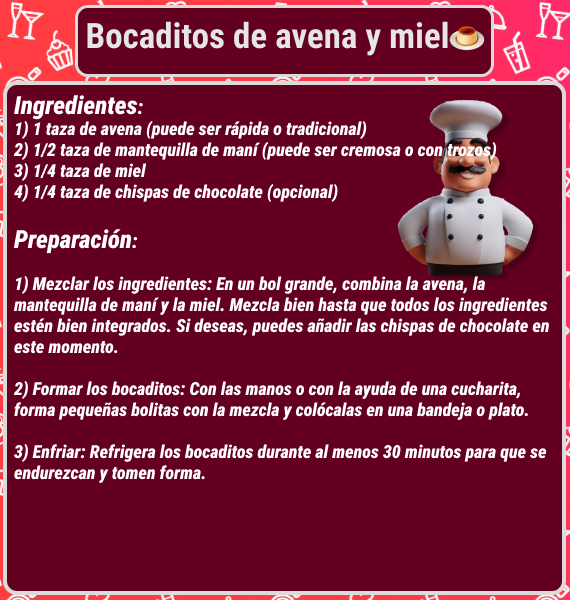 Bocaditos de avena y miel🍮
Ingredientes:
1) 1 taza de avena (puede ser rápida o tradicional)
2) 1/2 taza de mantequilla de maní (puede ser cremosa o con trozos)
3) 1/4 taza de miel
4) 1/4 taza de chispas de chocolate (opcional)
Preparación:
1) Mezclar los ingredientes: En un bol grande, combina la avena, la
mantequilla de maní y la miel. Mezcla bien hasta que todos los ingredientes
estén bien integrados. Si deseas, puedes añadir las chispas de chocolate en
este momento.
2) Formar los bocaditos: Con las manos o con la ayuda de una cucharita,
forma pequeñas bolitas con la mezcla y colócalas en una bandeja o plato.
3) Enfriar: Refrigera los bocaditos durante al menos 30 minutos para que se
endurezcan y tomen forma.